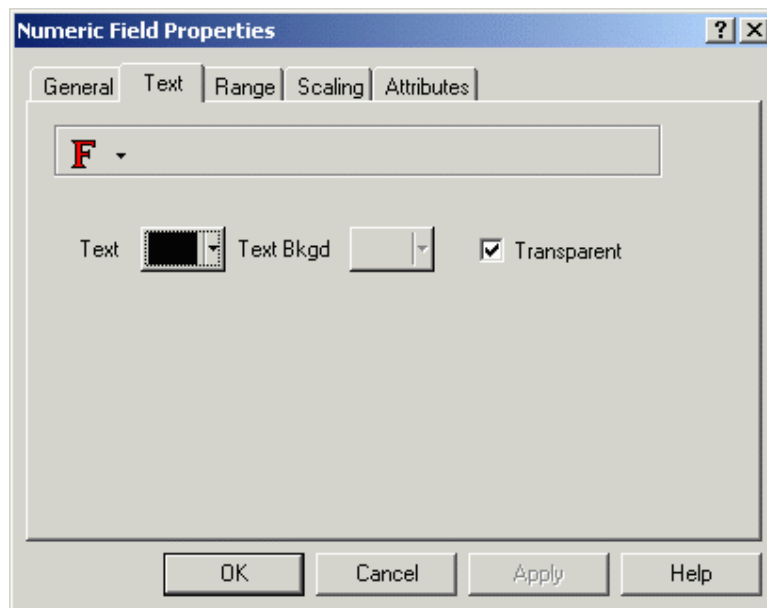 Numeric Field Properties
General Text Range Scaling Attributes
F
Text Text Bkgd Transparent
OK Cancel Apply Help